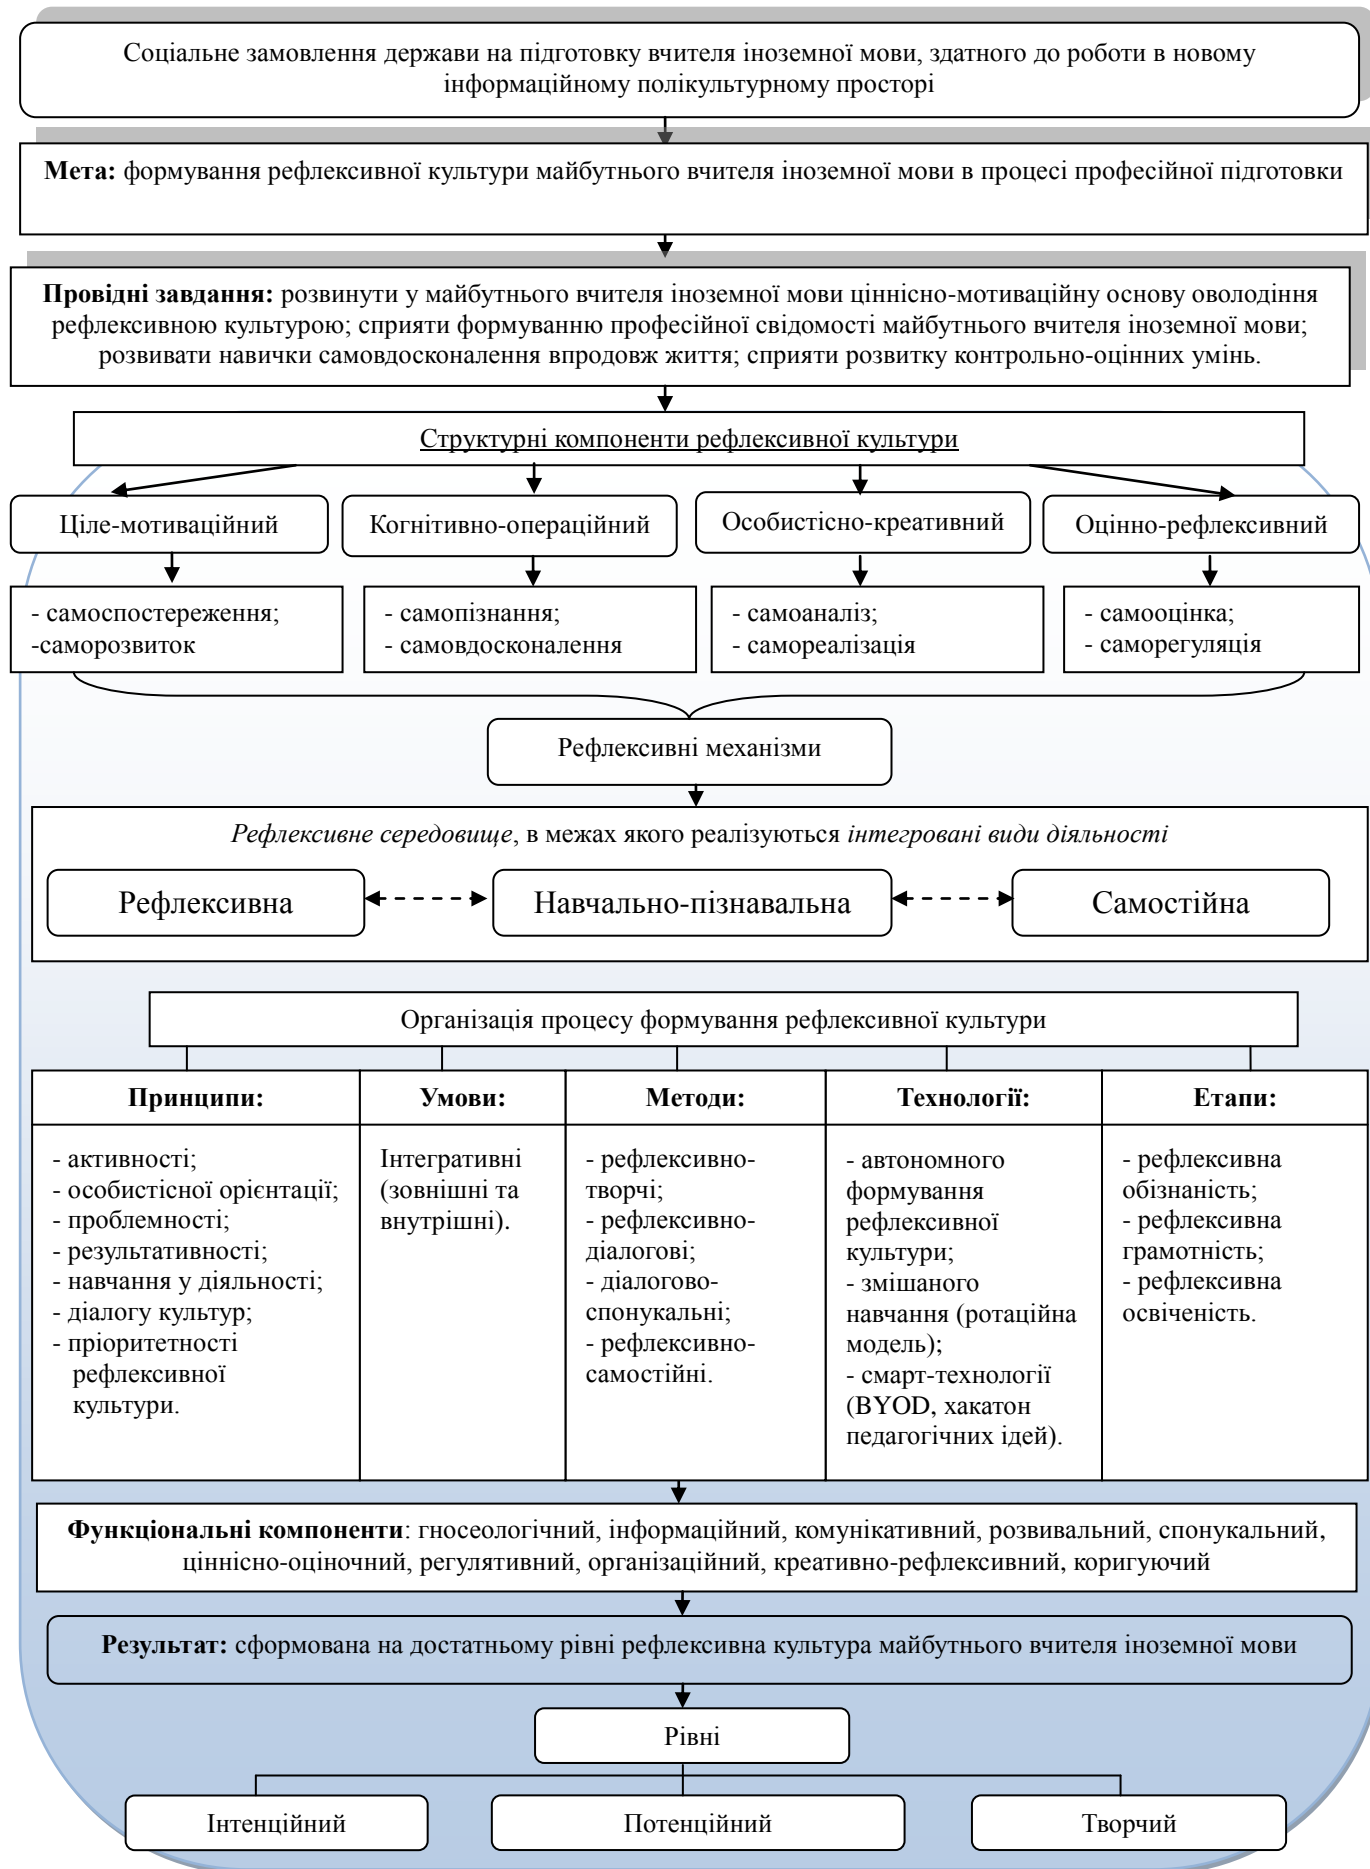 Соціальне замовлення держави на підготовку вчителя іноземної мови, здатного до роботи в новому
інформаційному полікультурному просторі
Мета: формування рефлексивної культури майбутнього вчителя іноземної мови в процесі професійної підготовки
Провідні завдання: розвинути у майбутнього вчителя іноземної мови ціннісно-мотиваційну основу оволодіння
рефлексивною культурою; сприяти формуванню професійної свідомості майбутнього вчителя іноземної мови;
розвивати навички самовдосконалення впродовж життя; сприяти розвитку контрольно-оцінних умінь.
Структурні компоненти рефлексивної культури
Ціле-мотиваційний
Когнітивно-операційний
Особистісно-креативний
Оцінно-рефлексивний
- самоспостереження;
-саморозвиток
- самопізнання;
- самовдосконалення
- самоаналіз;
- самореалізація
- самооцінка;
- саморегуляція
Рефлексивні механізми
Рефлексивне середовище, в межах якого реалізуються інтегровані види діяльності
Рефлексивна
Навчально-пізнавальна
Самостійна
Організація процесу формування рефлексивної культури
Принципи:
- активності;
- особистісної орієнтації;
- проблемності;
- результативності;
- навчання у діяльності;
- діалогу культур;
- пріоритетності
рефлексивної
культури.
Умови:
Інтегративні
(зовнішні та
внутрішні).
Методи:
- рефлексивно-
творчі;
- рефлексивно-
діалогові;
- діалогово-
спонукальні;
- рефлексивно-
самостійні.
Технології:
- автономного
формування
рефлексивної
культури;
- змішаного
навчання (ротаційна
модель);
- смарт-технології
(BYOD, хакатон
педагогічних ідей).
Етапи:
- рефлексивна
обізнаність;
- рефлексивна
грамотність;
- рефлексивна
освіченість.
Функціональні компоненти: гносеологічний, інформаційний, комунікативний, розвивальний, спонукальний,
ціннісно-оціночний, регулятивний, організаційний, креативно-рефлексивний, коригуючий
Результат: сформована на достатньому рівні рефлексивна культура майбутнього вчителя іноземної мови
Рівні
Інтенційний
Потенційний
Творчий